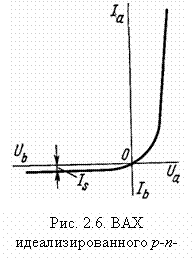 I_a
U_b
0
U_a
I_s
I_b
Рис. 2.6. ВАХ
идеализированного p-n-